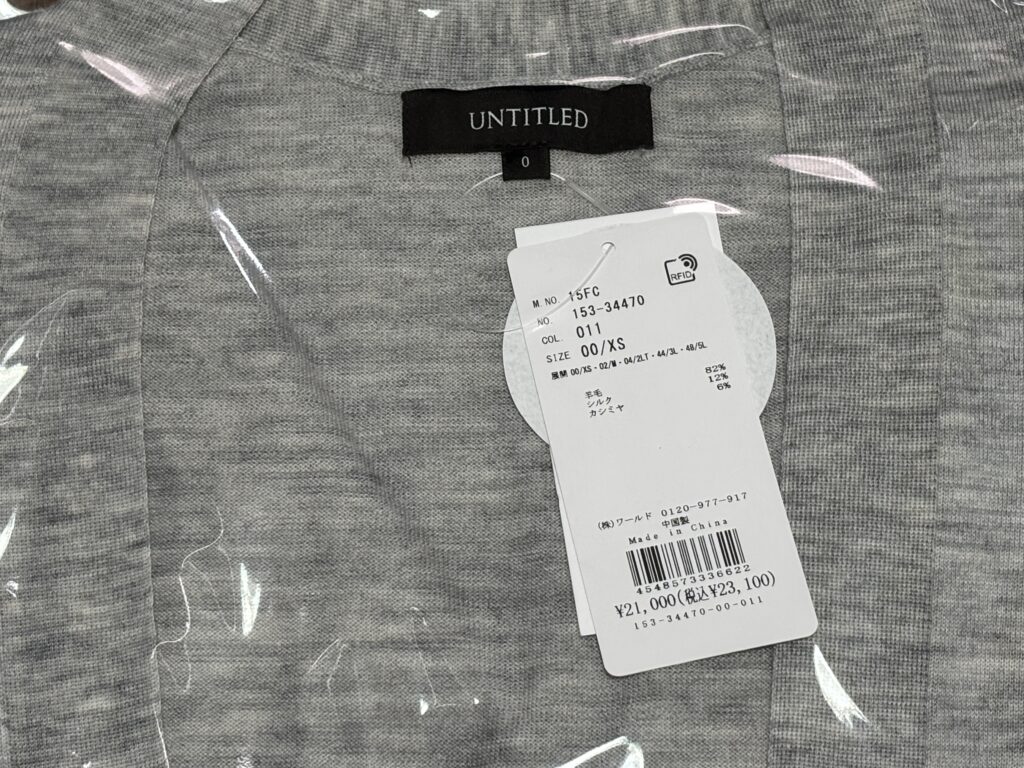 UNTITLED
0
RFID
M. NO. 15FC
NO. 153-34470
COL. 011
SIZE 00/XS
展開 00/XS・02/M・04/2LT・44/3L・48/5L
羊毛 82%
シルク 12%
カシミヤ 6%
(株)ワールド 0120-977-917
中国製
Made in China
4548573336622
¥21,000(税込¥23,100)
153-34470-00-011